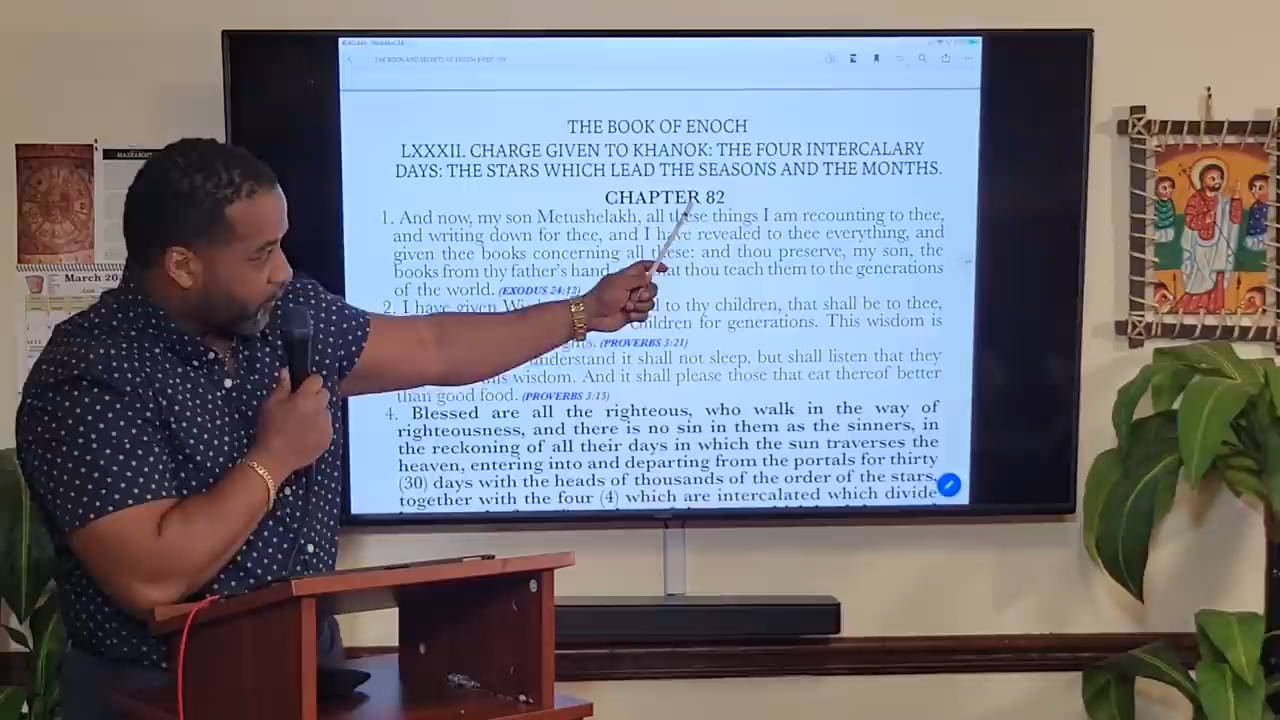 THE BOOK AND SECRETS OF ENOCH
THE BOOK OF ENOCH
LXXXII. CHARGE GIVEN TO KHANOK: THE FOUR INTERCALARY
DAYS: THE STARS WHICH LEAD THE SEASONS AND THE MONTHS.
CHAPTER 82
1. And now, my son Metushelakh, all these things I am recounting to thee,
and writing down for thee, and I have revealed to thee everything, and
given thee books concerning all these: and thou preserve, my son, the
books from thy father's hand thou teach them to the generations
of the world. (EXODUS 24:12)
2. I have given to thy children, that shall be to thee,
children for generations. This wisdom is
(PROVERBS 3:21)
understand it shall not sleep, but shall listen that they
this wisdom. And it shall please those that eat thereof better
than good food. (PROVERBS 3:15)
4. Blessed are all the righteous, who walk in the way of
righteousness, and there is no sin in them as the sinners, in
the reckoning of all their days in which the sun traverses the
heaven, entering into and departing from the portals for thirty
(30) days with the heads of thousands of the order of the stars,
together with the four (4) which are intercalated which divide
March